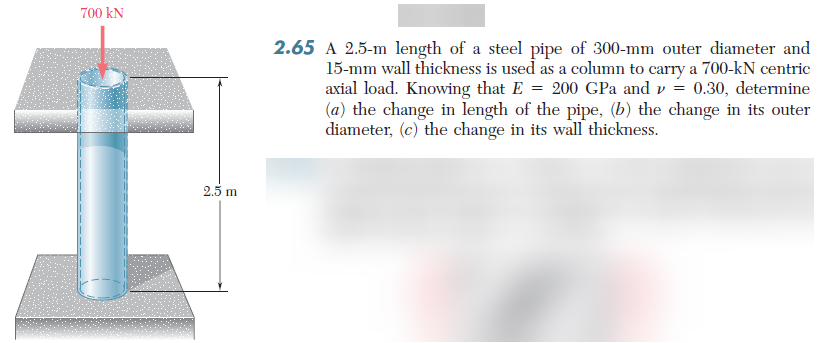 700 kN
2.65 A 2.5-m length of a steel pipe of 300-mm outer diameter and
15-mm wall thickness is used as a column to carry a 700-kN centric
axial load. Knowing that E = 200 GPa and ν = 0.30, determine
(a) the change in length of the pipe, (b) the change in its outer
diameter, (c) the change in its wall thickness.
2.5 m